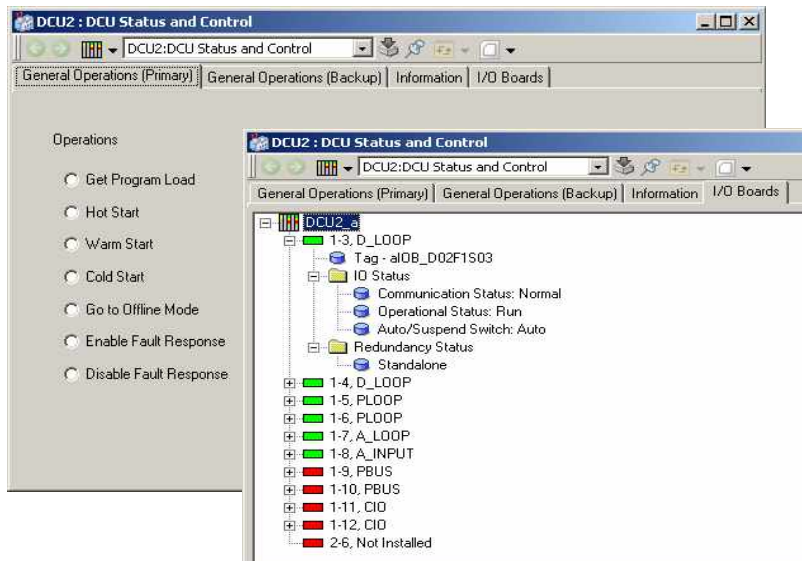 DCU2 : DCU Status and Control
DCU2:DCU Status and Control
General Operations (Primary) General Operations (Backup) Information I/O Boards
Operations
Get Program Load
Hot Start
Warm Start
Cold Start
Go to Offline Mode
Enable Fault Response
Disable Fault Response
DCU2 : DCU Status and Control
DCU2:DCU Status and Control
General Operations (Primary) General Operations (Backup) Information I/O Boards
DCU2_a
1-3, D_LOOP
Tag - aIOB_D02F1S03
IO Status
Communication Status: Normal
Operational Status: Run
Auto/Suspend Switch: Auto
Redundancy Status
Standalone
1-4, D_LOOP
1-5, PLOOP
1-6, PLOOP
1-7, A_LOOP
1-8, A_INPUT
1-9, PBUS
1-10, PBUS
1-11, CIO
1-12, CIO
2-6, Not Installed